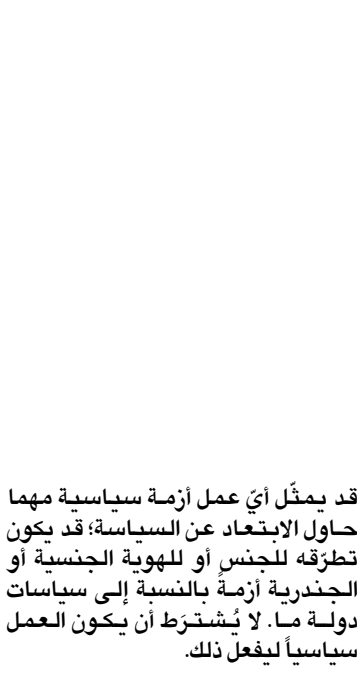 قد يمثّل أيّ عمل أزمة سياسية مهما
حاول الابتعاد عن السياسة؛ قد يكون
تطرّقه للجنس أو للهوية الجنسية أو
الجندرية أزمةً بالنسبة إلى سياسات
دولة ما. لا يُشترَط أن يكون العمل
سياسياً ليفعل ذلك.